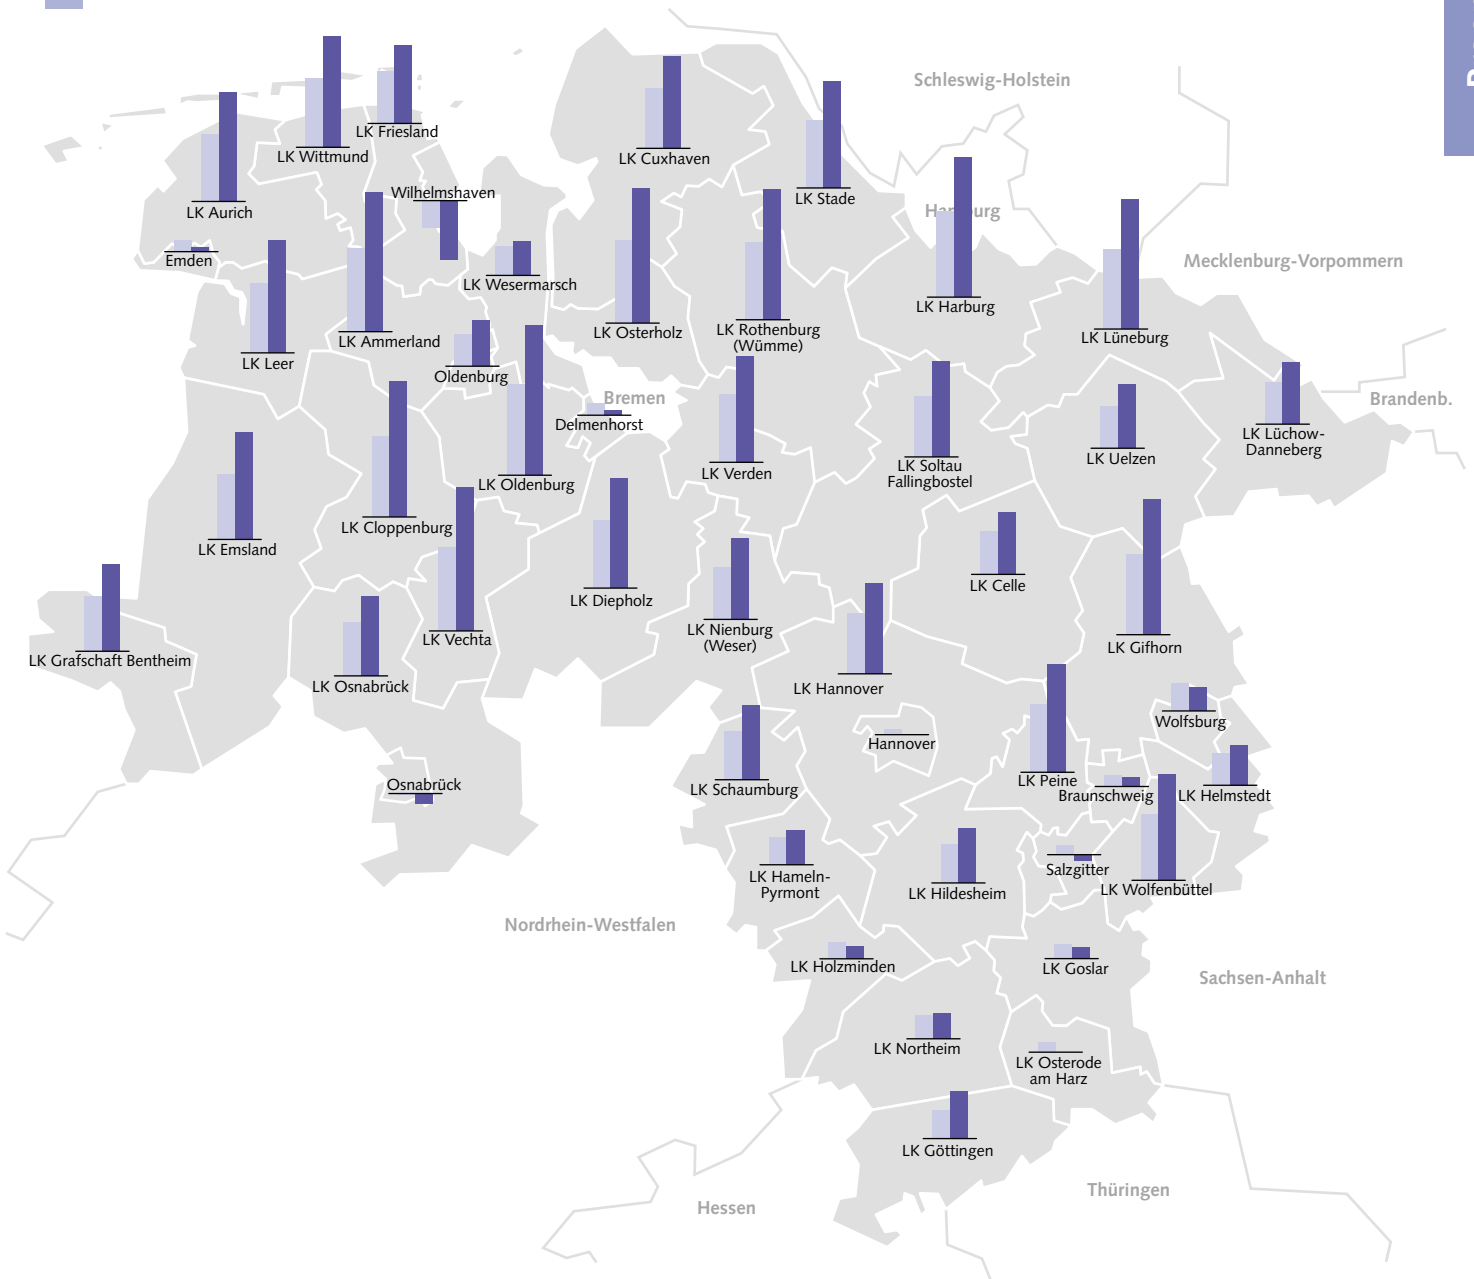 Schleswig-Holstein
LK Friesland
LK Wittmund
LK Cuxhaven
Wilhelmshaven
LK Stade
LK Aurich
Hamburg
Emden
Mecklenburg-Vorpommern
LK Wesermarsch
LK Harburg
LK Osterholz
LK Rothenburg
(Wümme)
LK Ammerland
LK Lüneburg
LK Leer
Oldenburg
Bremen
Brandenb.
Delmenhorst
LK Lüchow-
Danneberg
LK Uelzen
LK Soltau
Fallingbostel
LK Verden
LK Oldenburg
LK Cloppenburg
LK Emsland
LK Celle
LK Diepholz
LK Nienburg
(Weser)
LK Vechta
LK Gifhorn
LK Grafschaft Bentheim
LK Osnabrück
LK Hannover
Wolfsburg
Hannover
LK Peine
Osnabrück
LK Schaumburg
Braunschweig
LK Helmstedt
Salzgitter
LK Hameln-
Pyrmont
LK Hildesheim
LK Wolfenbüttel
Nordrhein-Westfalen
LK Holzminden
LK Goslar
Sachsen-Anhalt
LK Northeim
LK Osterode
am Harz
LK Göttingen
Thüringen
Hessen